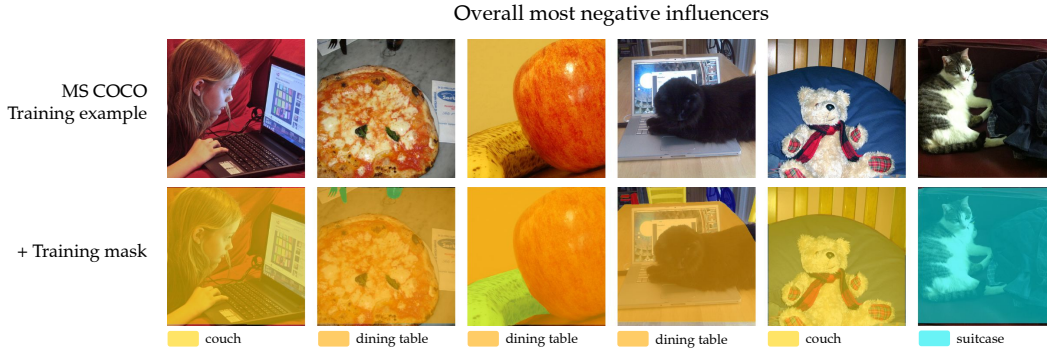 Overall most negative influencers
MS COCO
Training example
+ Training mask
couch
dining table
dining table
dining table
couch
suitcase